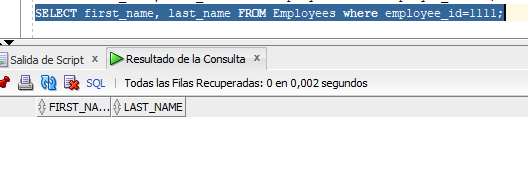 SELECT first_name, last_name FROM Employees where employee_id=1111;
Salida de Script x Resultado de la Consulta x
SQL | Todas las Filas Recuperadas: 0 en 0,002 segundos
FIRST_NA... LAST_NAME